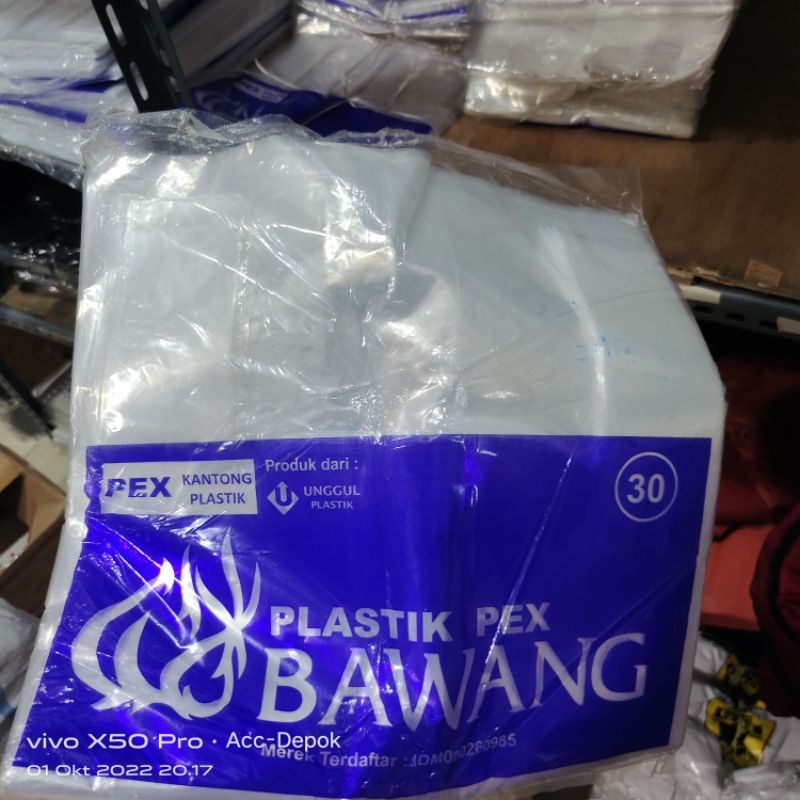 PEX KANTONG PLASTIK
Produk dari :
UNGGUL
PLASTIK
30
PLASTIK PEX
BAWANG
Merek Terdaftar : IDM000260985
vivo X50 Pro · Acc-Depok
01 Okt 2022 20.17